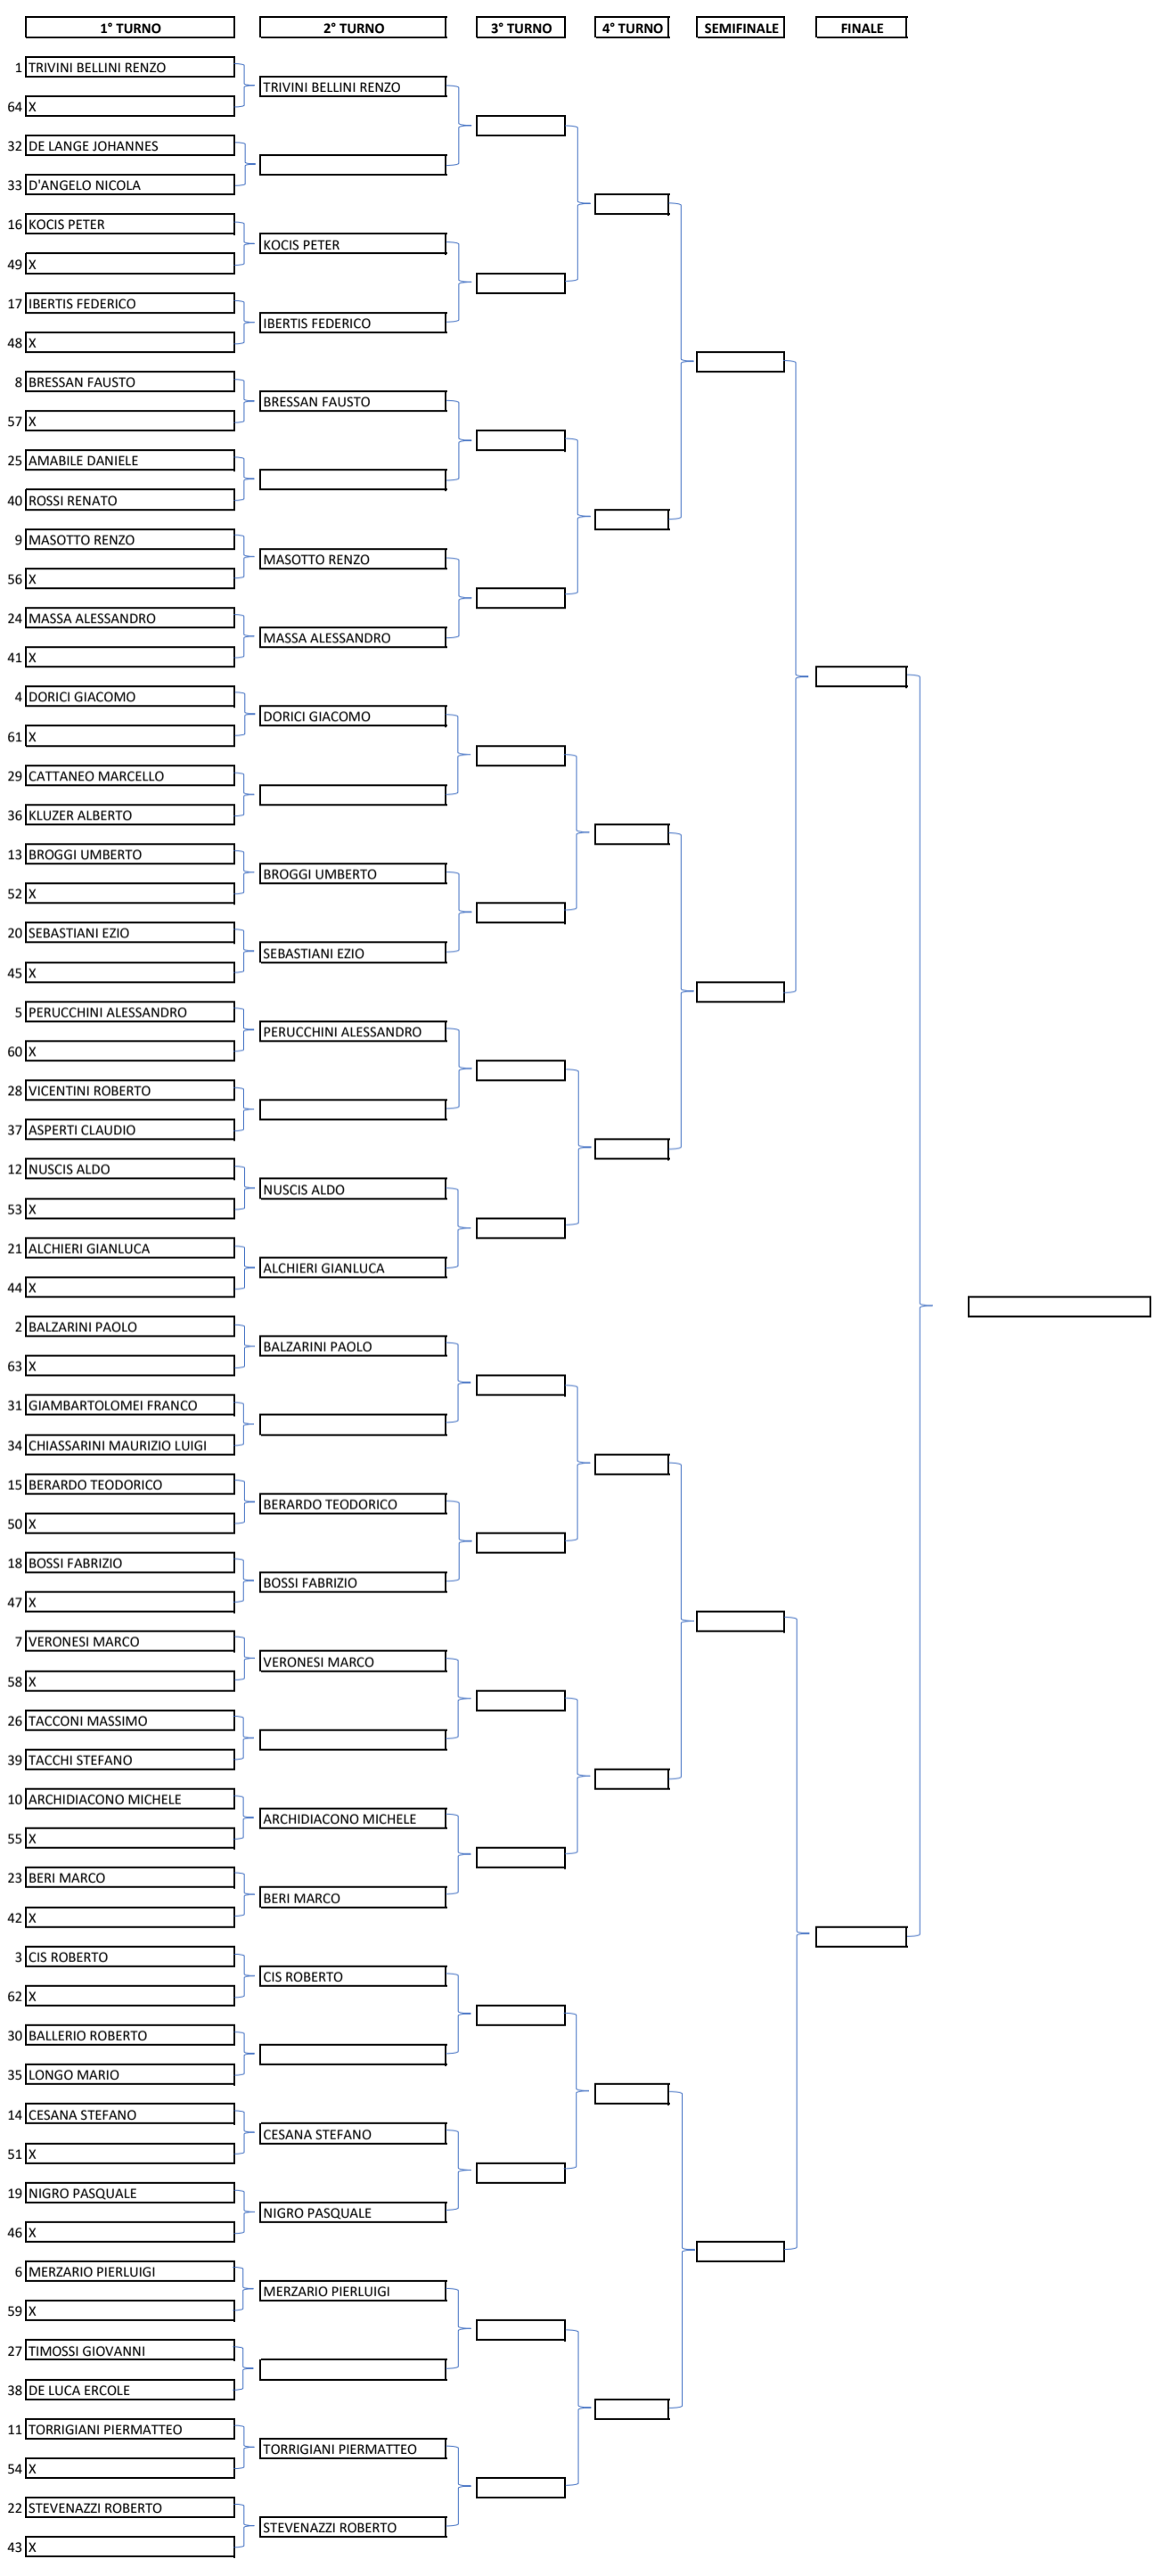 1° TURNO 2° TURNO 3° TURNO 4° TURNO SEMIFINALE FINALE
1 TRIVINI BELLINI RENZO
TRIVINI BELLINI RENZO
64 X
32 DE LANGE JOHANNES
33 D'ANGELO NICOLA
16 KOCIS PETER
KOCIS PETER
49 X
17 IBERTIS FEDERICO
IBERTIS FEDERICO
48 X
8 BRESSAN FAUSTO
BRESSAN FAUSTO
57 X
25 AMABILE DANIELE
40 ROSSI RENATO
9 MASOTTO RENZO
MASOTTO RENZO
56 X
24 MASSA ALESSANDRO
MASSA ALESSANDRO
41 X
4 DORICI GIACOMO
DORICI GIACOMO
61 X
29 CATTANEO MARCELLO
36 KLUZER ALBERTO
13 BROGGI UMBERTO
BROGGI UMBERTO
52 X
20 SEBASTIANI EZIO
SEBASTIANI EZIO
45 X
5 PERUCCHINI ALESSANDRO
PERUCCHINI ALESSANDRO
60 X
28 VICENTINI ROBERTO
37 ASPERTI CLAUDIO
12 NUSCIS ALDO
NUSCIS ALDO
53 X
21 ALCHIERI GIANLUCA
ALCHIERI GIANLUCA
44 X
2 BALZARINI PAOLO
BALZARINI PAOLO
63 X
31 GIAMBARTOLOMEI FRANCO
34 CHIASSARINI MAURIZIO LUIGI
15 BERARDO TEODORICO
BERARDO TEODORICO
50 X
18 BOSSI FABRIZIO
BOSSI FABRIZIO
47 X
7 VERONESI MARCO
VERONESI MARCO
58 X
26 TACCONI MASSIMO
39 TACCHI STEFANO
10 ARCHIDIACONO MICHELE
ARCHIDIACONO MICHELE
55 X
23 BERI MARCO
BERI MARCO
42 X
3 CIS ROBERTO
CIS ROBERTO
62 X
30 BALLERIO ROBERTO
35 LONGO MARIO
14 CESANA STEFANO
CESANA STEFANO
51 X
19 NIGRO PASQUALE
NIGRO PASQUALE
46 X
6 MERZARIO PIERLUIGI
MERZARIO PIERLUIGI
59 X
27 TIMOSSI GIOVANNI
38 DE LUCA ERCOLE
11 TORRIGIANI PIERMATTEO
TORRIGIANI PIERMATTEO
54 X
22 STEVENAZZI ROBERTO
STEVENAZZI ROBERTO
43 X